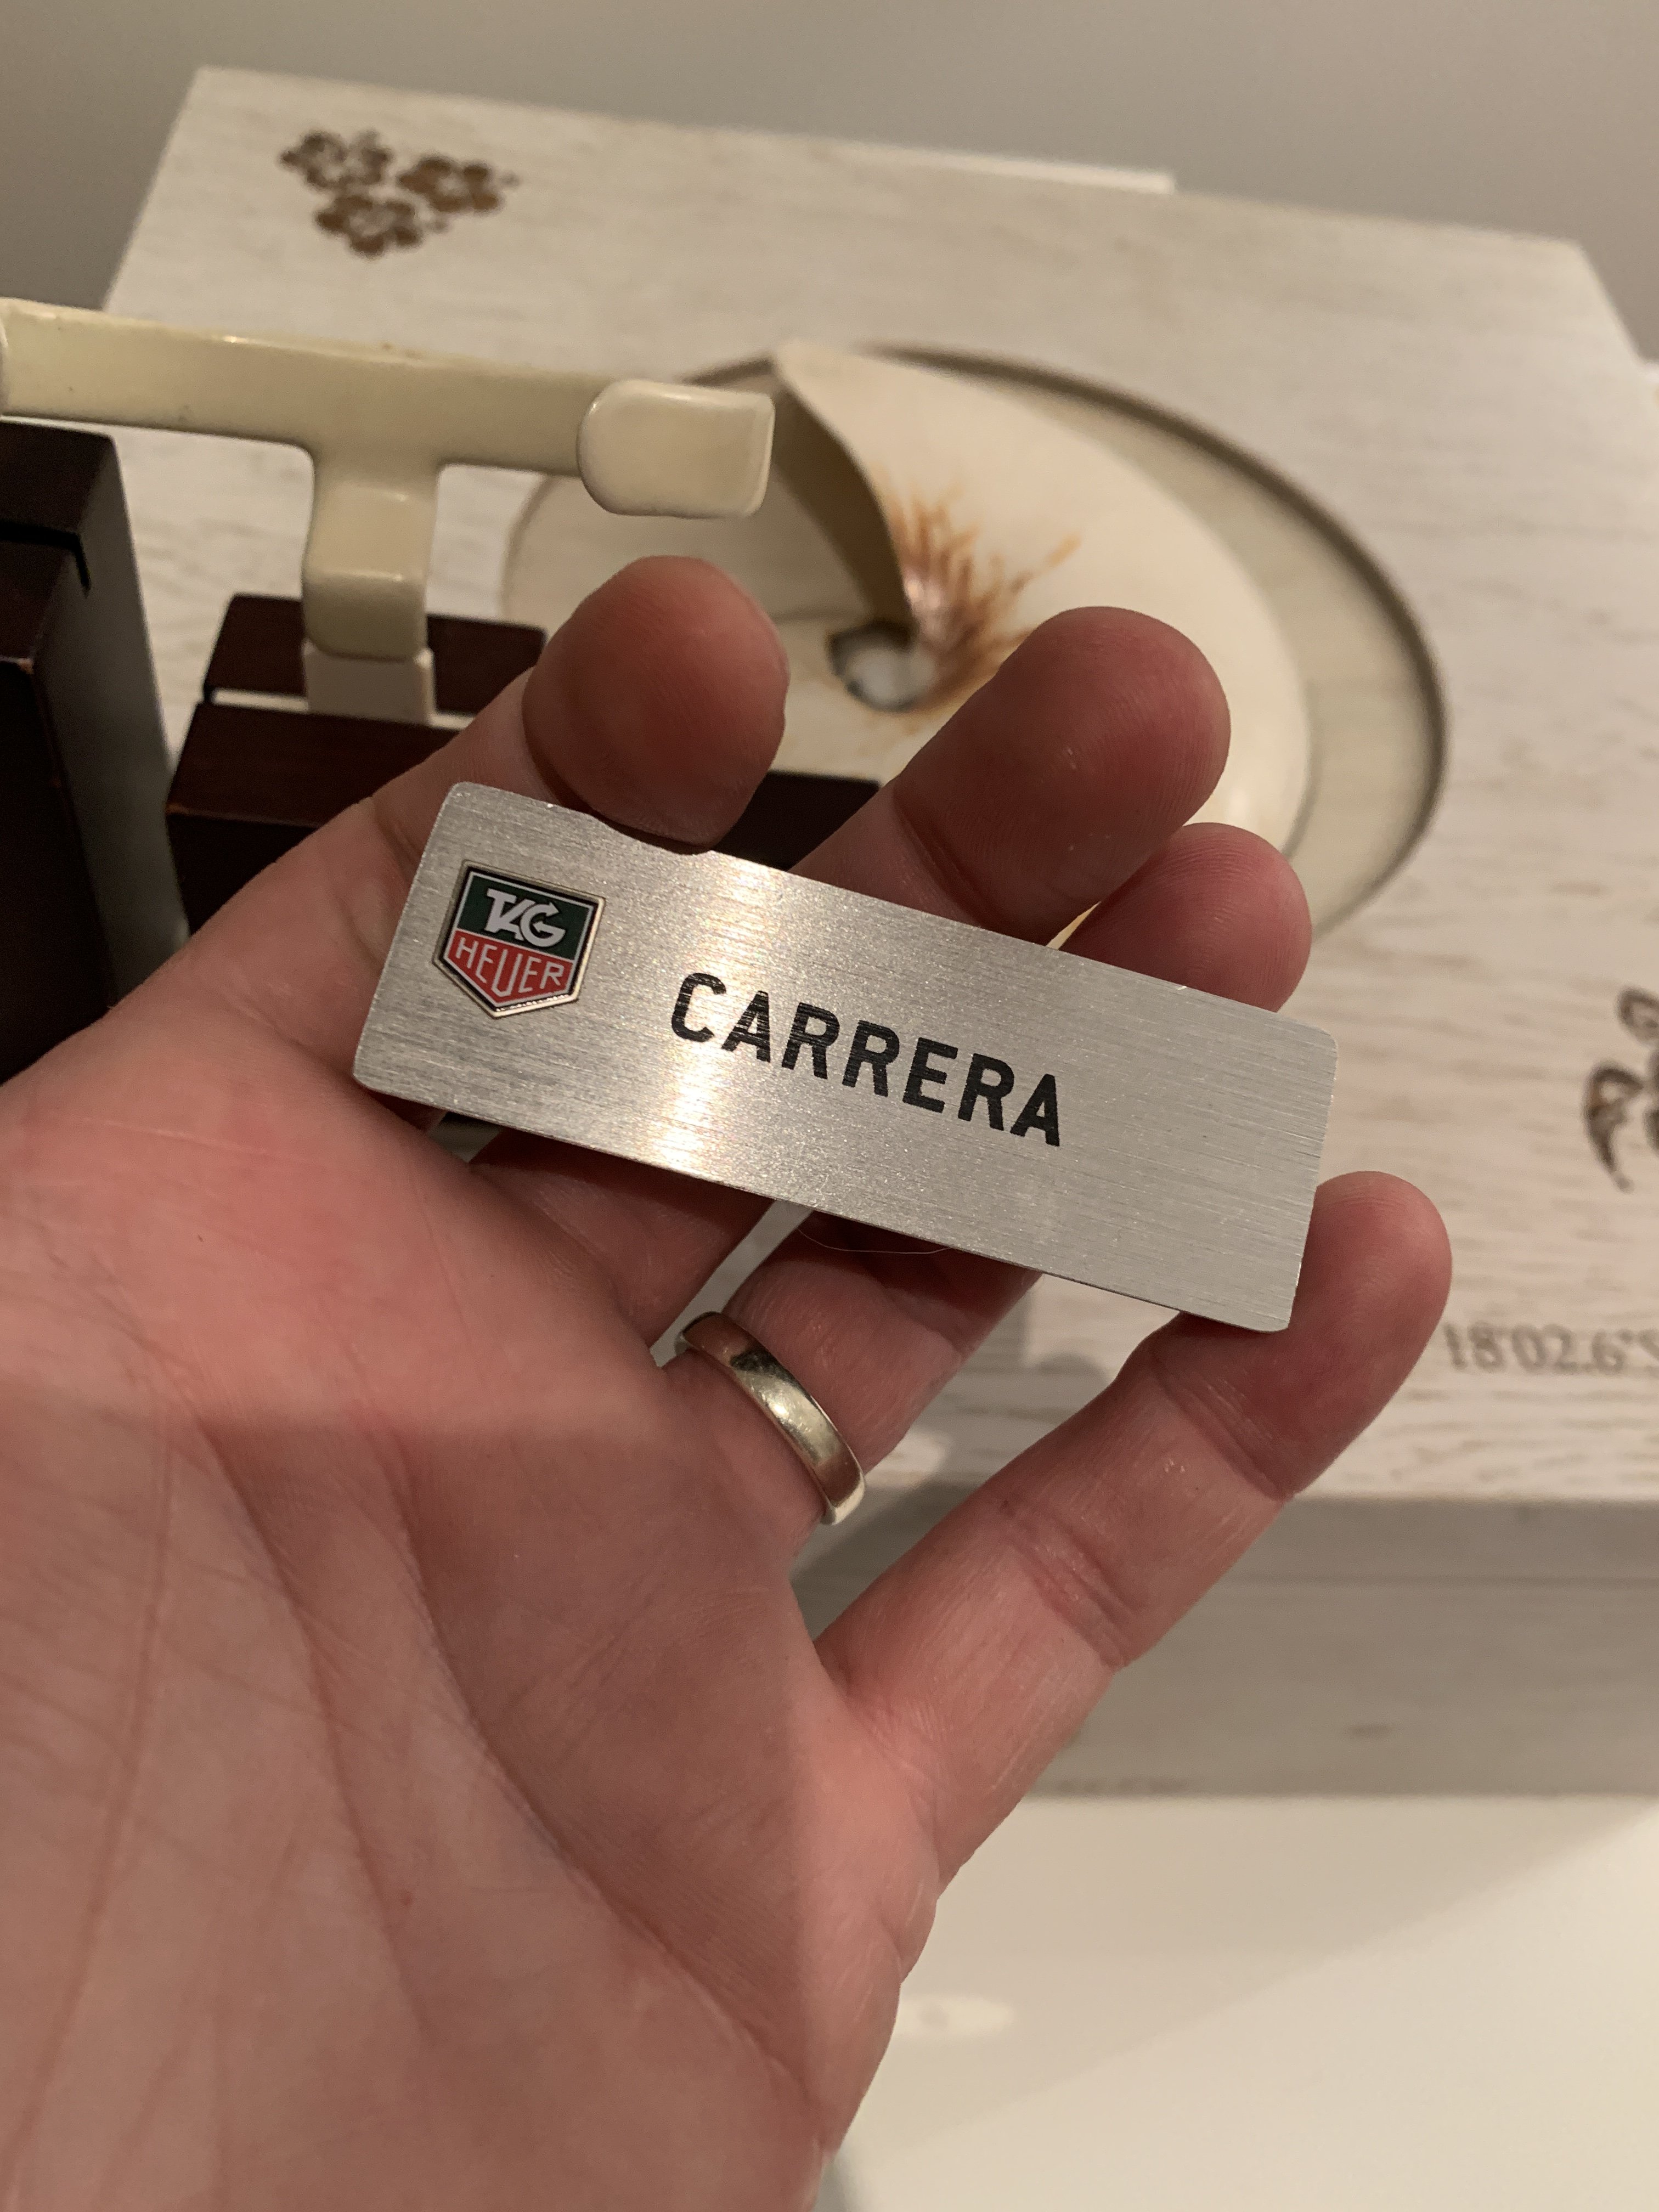 TAG
HEUER
CARRERA
18'02.6"S